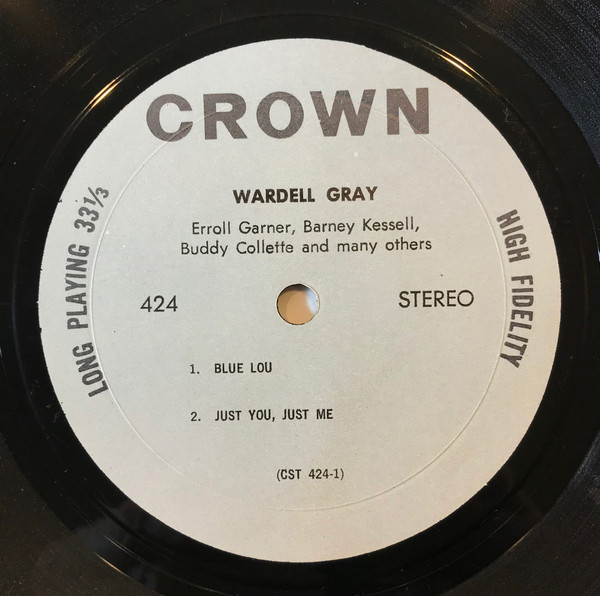 CROWN
WARDELL GRAY
Erroll Garner, Barney Kessell,
Buddy Collette and many others
LONG PLAYING 33⅓
HIGH FIDELITY
424
STEREO
1. BLUE LOU
2. JUST YOU, JUST ME
(CST 424-1)